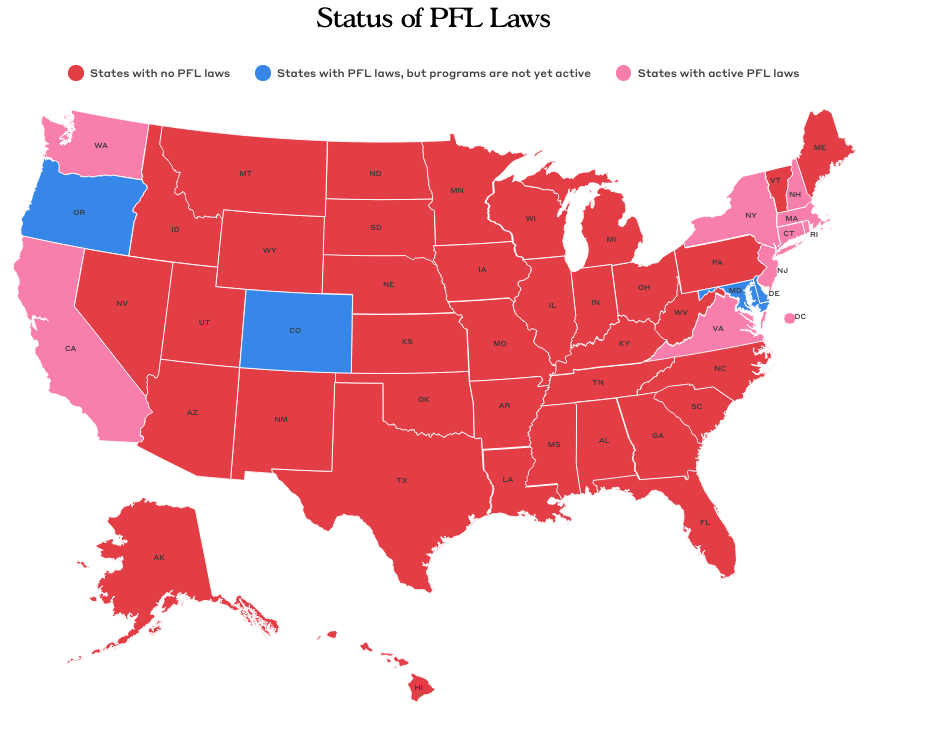 Status of PFL Laws
States with no PFL laws
States with PFL laws, but programs are not yet active
States with active PFL laws
WA
OR
CA
MT
ID
WY
NV
UT
CO
AZ
NM
ND
SD
NE
KS
OK
TX
MN
IA
MO
AR
LA
WI
IL
MI
IN
OH
KY
TN
MS
AL
GA
FL
SC
NC
VA
WV
PA
NY
VT
NH
ME
MA
CT
RI
NJ
MD
DE
DC
AK
HI